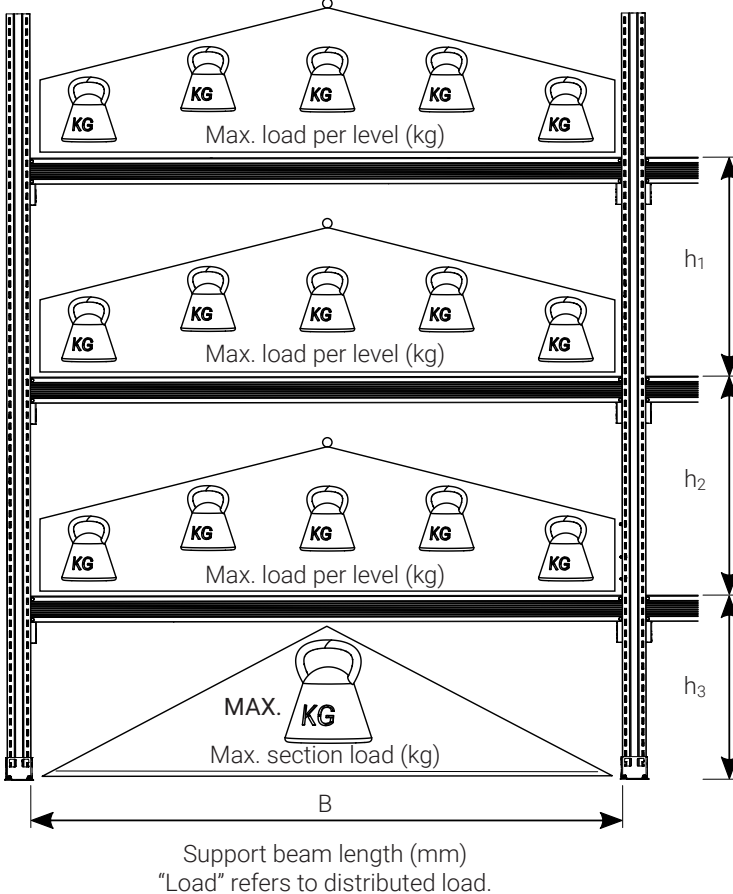 KG KG KG KG KG
Max. load per level (kg)
h₁
KG KG KG KG KG
Max. load per level (kg)
h₂
KG KG KG KG KG
Max. load per level (kg)
h₃
MAX. KG
Max. section load (kg)
B
Support beam length (mm)
“Load” refers to distributed load.